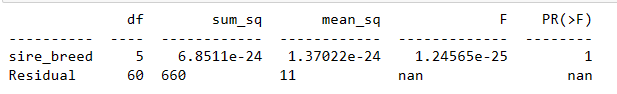 df sum_sq mean_sq F PR(>F)
---------- ---- ------------ ------------- ------------- --------
sire_breed 5 6.8511e-24 1.37022e-24 1.24565e-25 1
Residual 60 660 11 nan nan